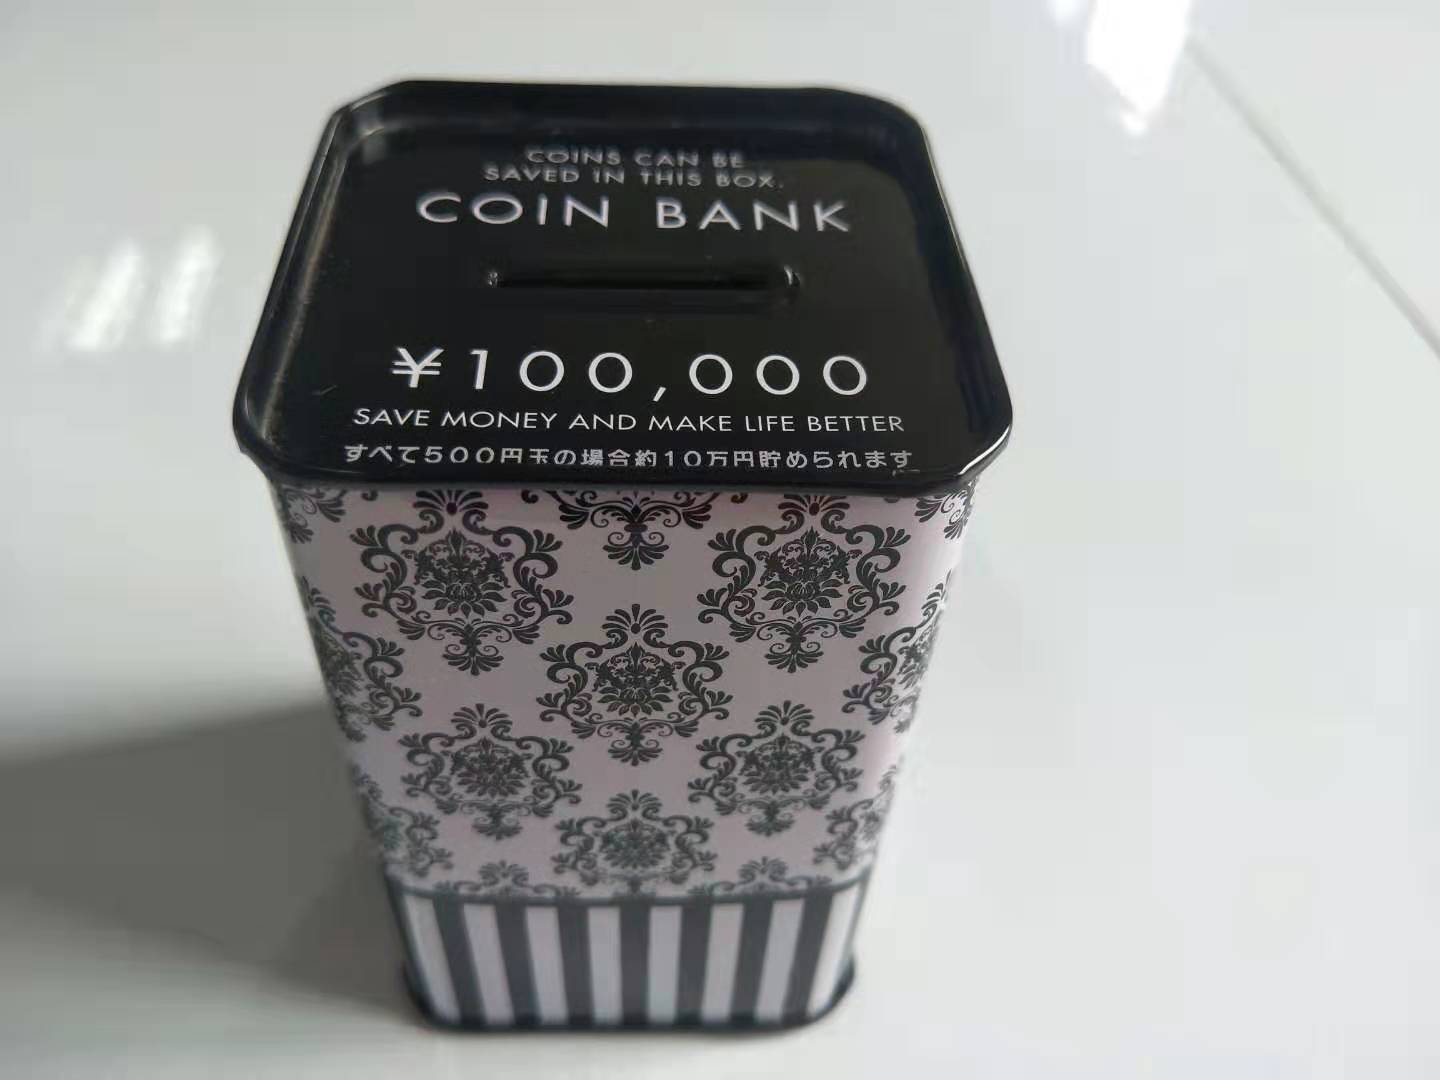 COINS CAN BE
SAVED IN THIS BOX.
COIN BANK
¥100,000
SAVE MONEY AND MAKE LIFE BETTER
すべて500円玉の場合約10万円貯められます